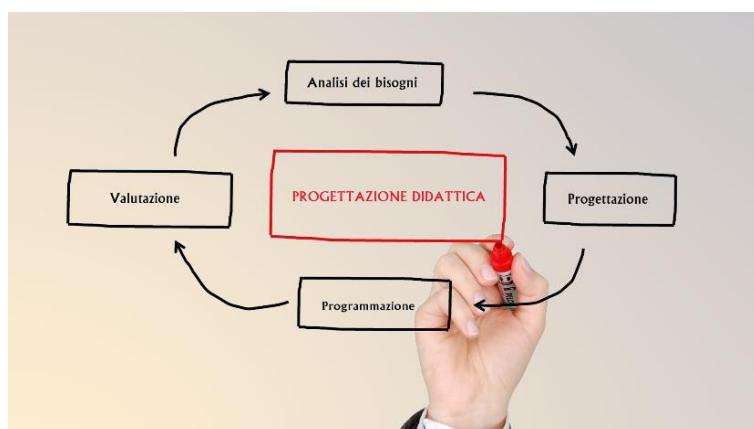 Analisi dei bisogni
Valutazione
PROGETTAZIONE DIDATTICA
Progettazione
Programmazione